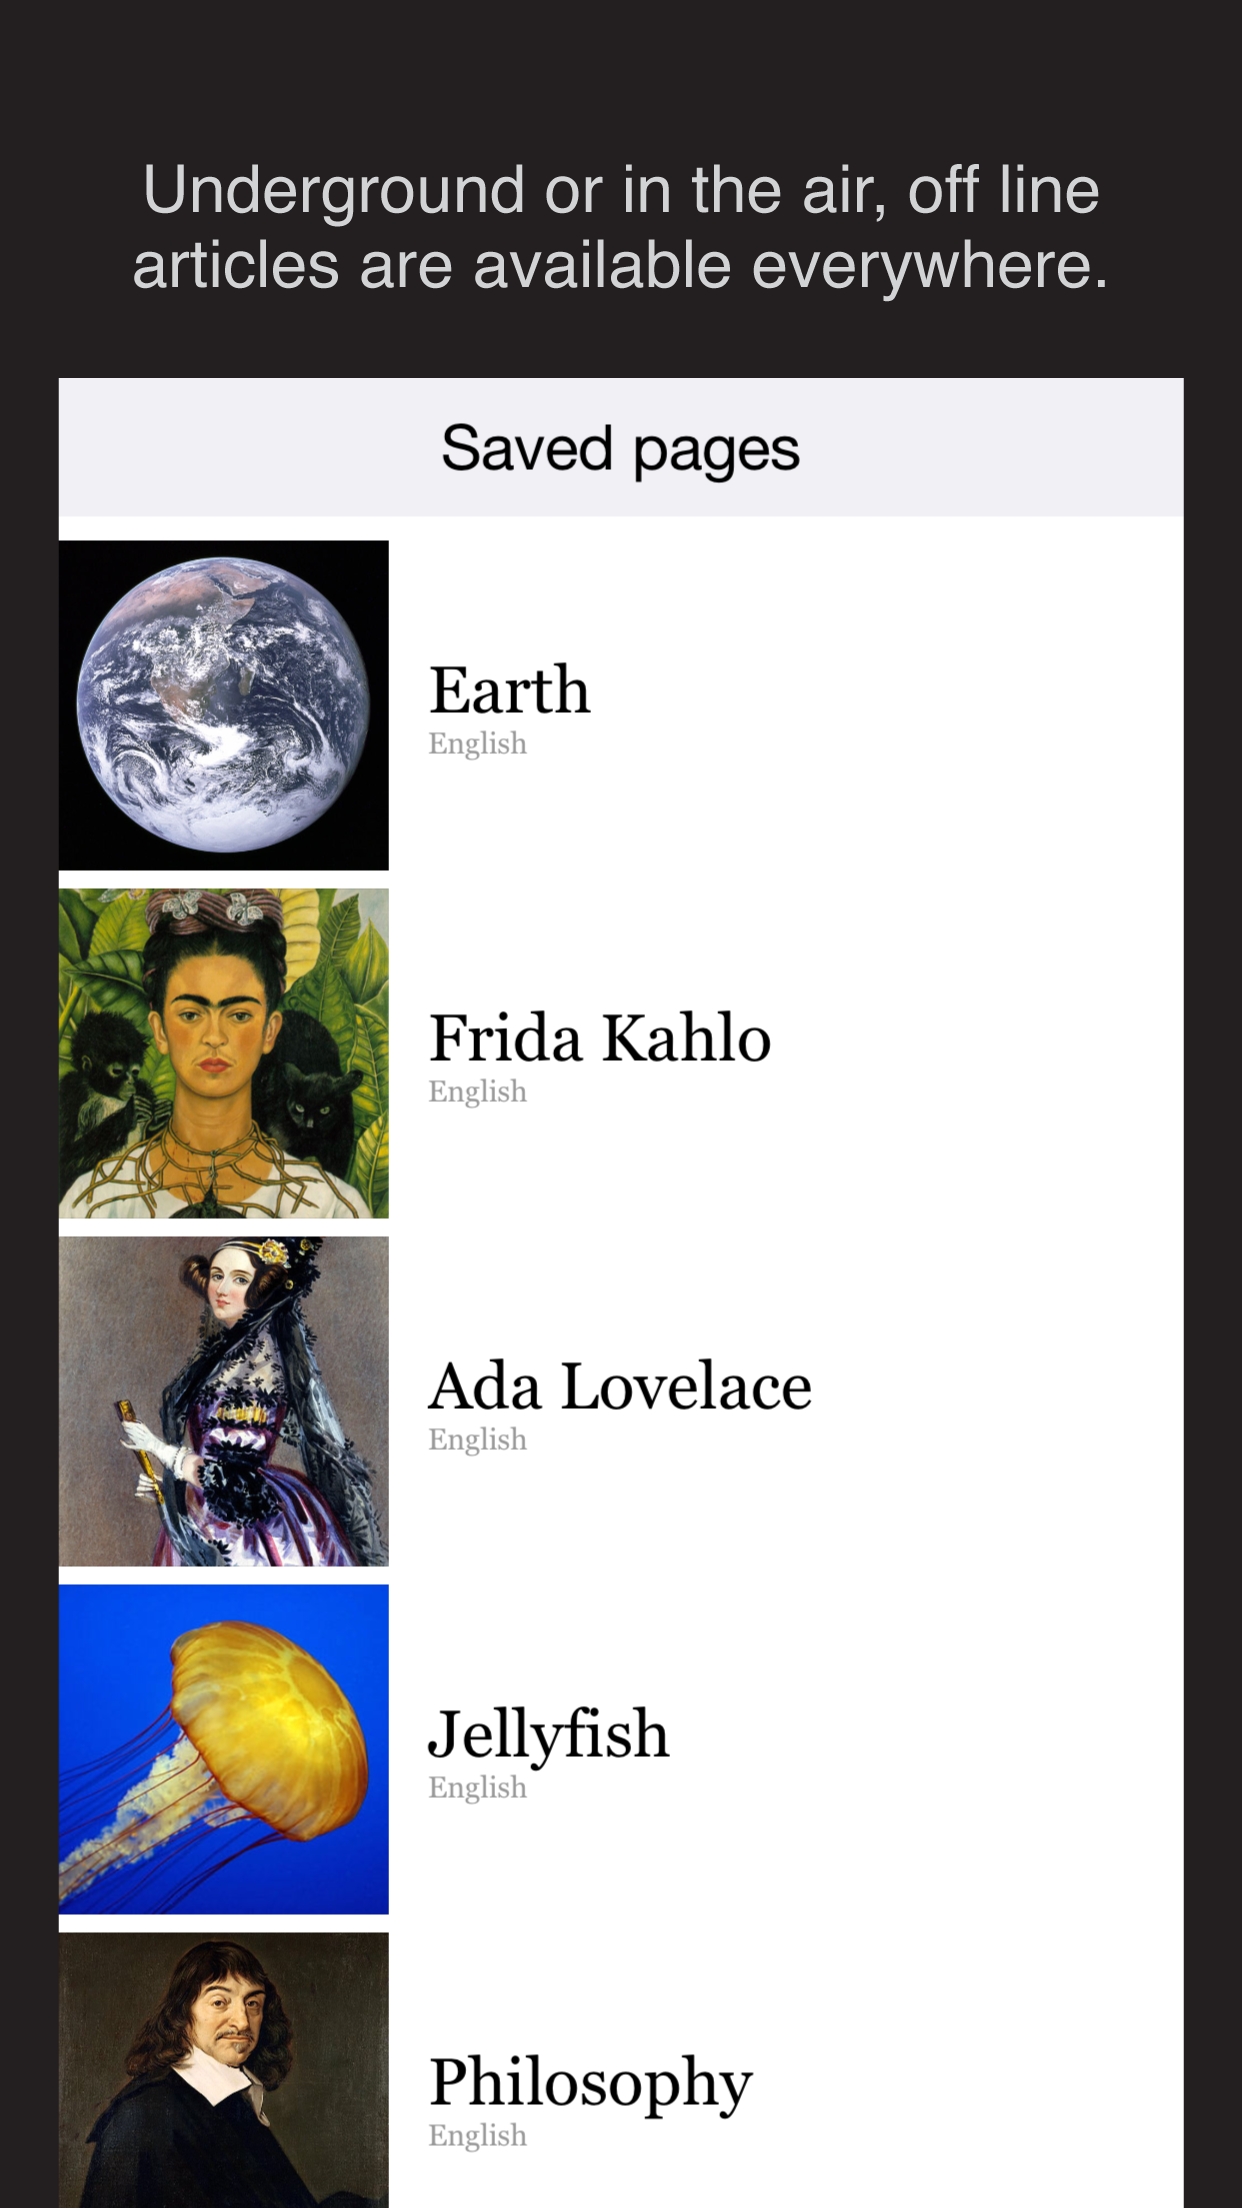 Underground or in the air, off line
articles are available everywhere.
Saved pages
Earth
English
Frida Kahlo
English
Ada Lovelace
English
Jellyfish
English
Philosophy
English